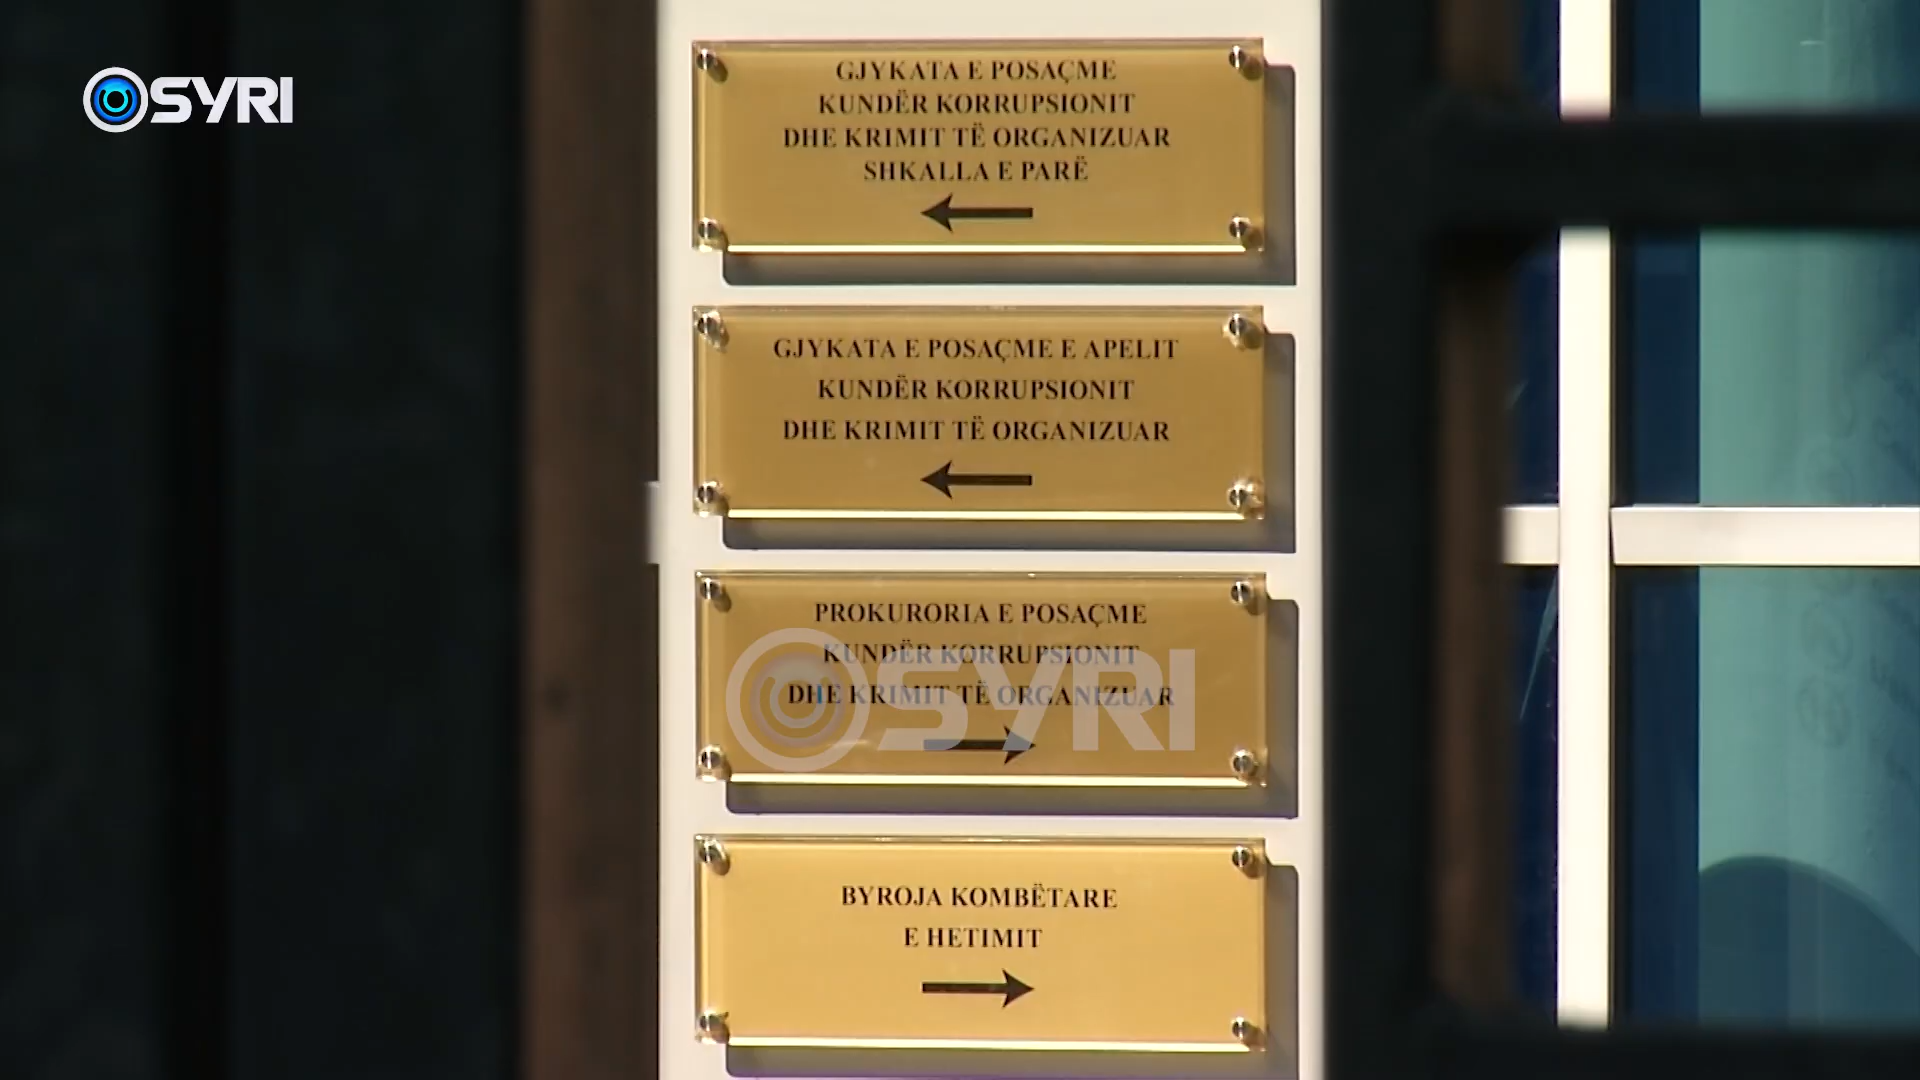 SYRI
GJYKATA E POSAÇME
KUNDËR KORRUPSIONIT
DHE KRIMIT TË ORGANIZUAR
SHKALLA E PARË
GJYKATA E POSAÇME E APELIT
KUNDËR KORRUPSIONIT
DHE KRIMIT TË ORGANIZUAR
PROKURORIA E POSAÇME
KUNDËR KORRUPSIONIT
DHE KRIMIT TË ORGANIZUAR
SYRI
BYROJA KOMBËTARE
E HETIMIT